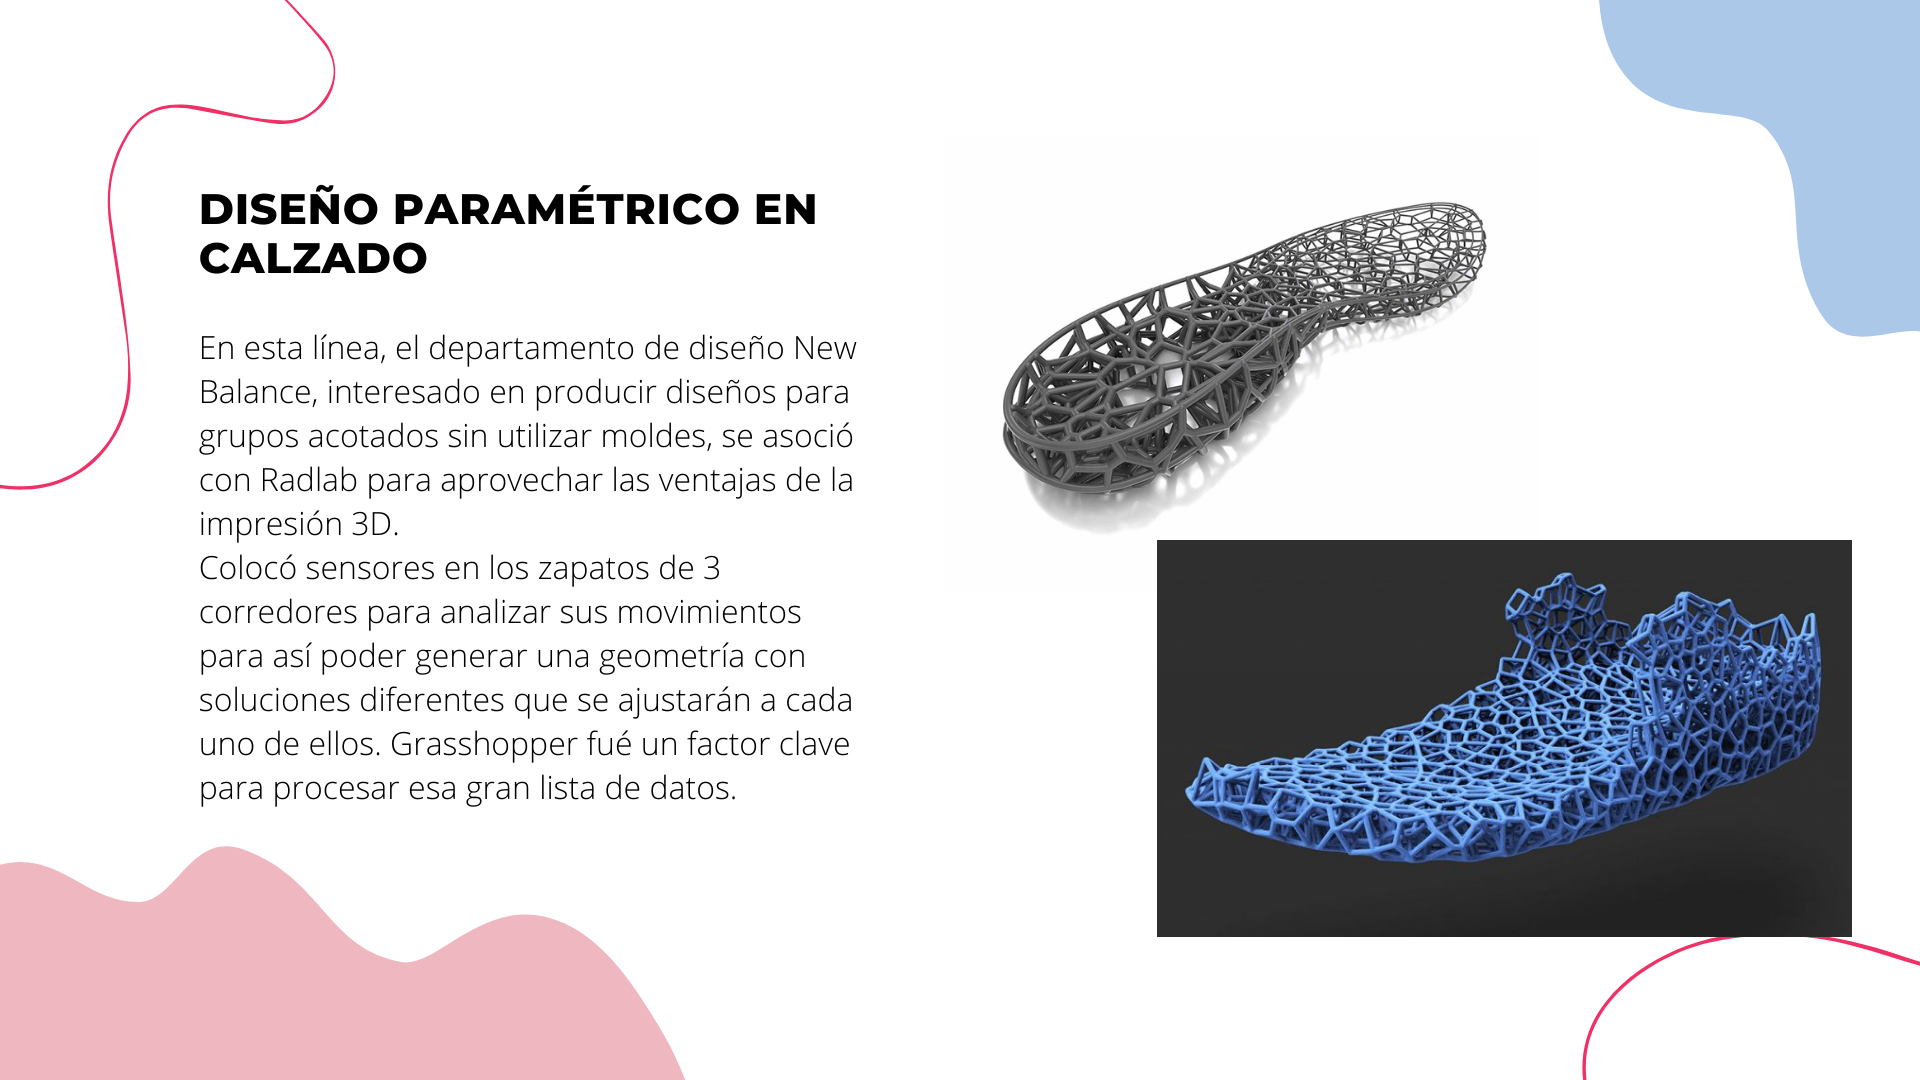 DISEÑO PARAMÉTRICO EN
CALZADO
En esta línea, el departamento de diseño New
Balance, interesado en producir diseños para
grupos acotados sin utilizar moldes, se asoció
con Radlab para aprovechar las ventajas de la
impresión 3D.
Colocó sensores en los zapatos de 3
corredores para analizar sus movimientos
para así poder generar una geometría con
soluciones diferentes que se ajustarán a cada
uno de ellos. Grasshopper fué un factor clave
para procesar esa gran lista de datos.